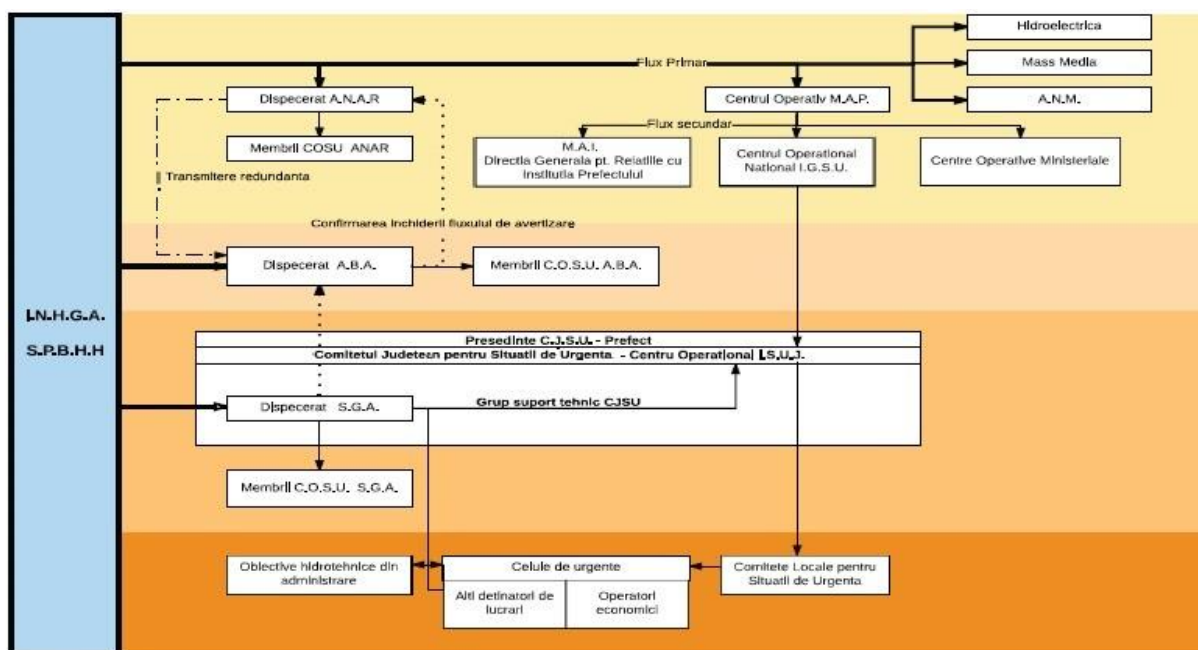 Hidroelectrica
Flux Primar
Mass Media
Dispecerat A.N.A.R
Centrul Operativ M.A.P.
A.N.M.
Flux secundar
Membrii COSU ANAR
M.A.I.
Directia Generala pt. Relatiile cu
Institutia Prefectului
Centrul Operational
National I.G.S.U.
Centre Operative Ministeriale
Transmitere redundanta
Confirmarea inchiderii fluxului de avertizare
Dispecerat A.B.A.
Membrii C.O.S.U. A.B.A.
I.N.H.G.A.
S.P.B.H.H
Presedinte C.J.S.U. - Prefect
Comitetul Judetean pentru Situatii de Urgenta - Centru Operational I.S.U.J.
Dispecerat S.G.A.
Grup suport tehnic CJSU
Membrii C.O.S.U. S.G.A.
Obiective hidrotehnice din
administrare
Celule de urgente
Alti detinatori de
lucrari
Operatori
economici
Comitete Locale pentru
Situatii de Urgenta